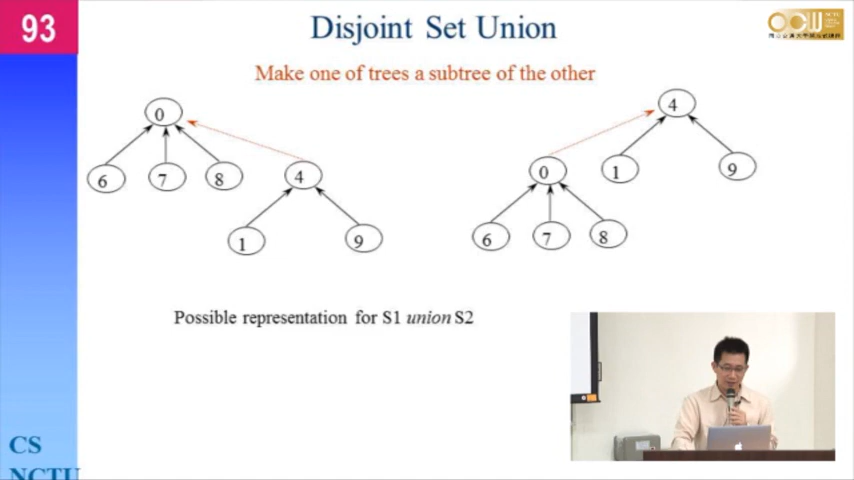 93
Disjoint Set Union
Make one of trees a subtree of the other
0
4
6
7
8
4
0
1
9
1
9
6
7
8
Possible representation for S1 union S2
CS
NCTU
OCW